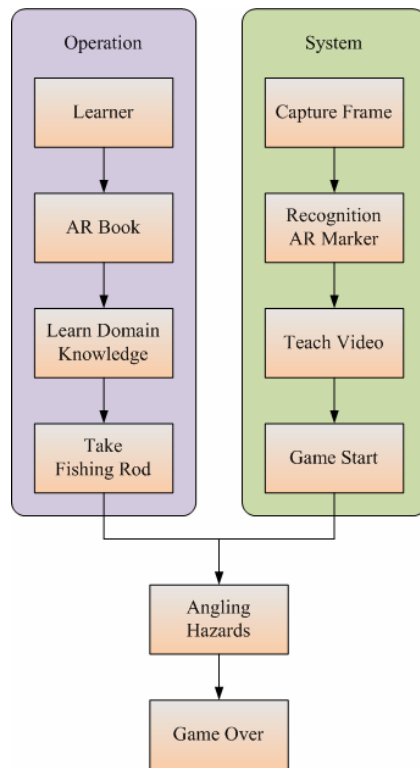 Operation
Learner
AR Book
Learn Domain
Knowledge
Take
Fishing Rod
System
Capture Frame
Recognition
AR Marker
Teach Video
Game Start
Angling
Hazards
Game Over